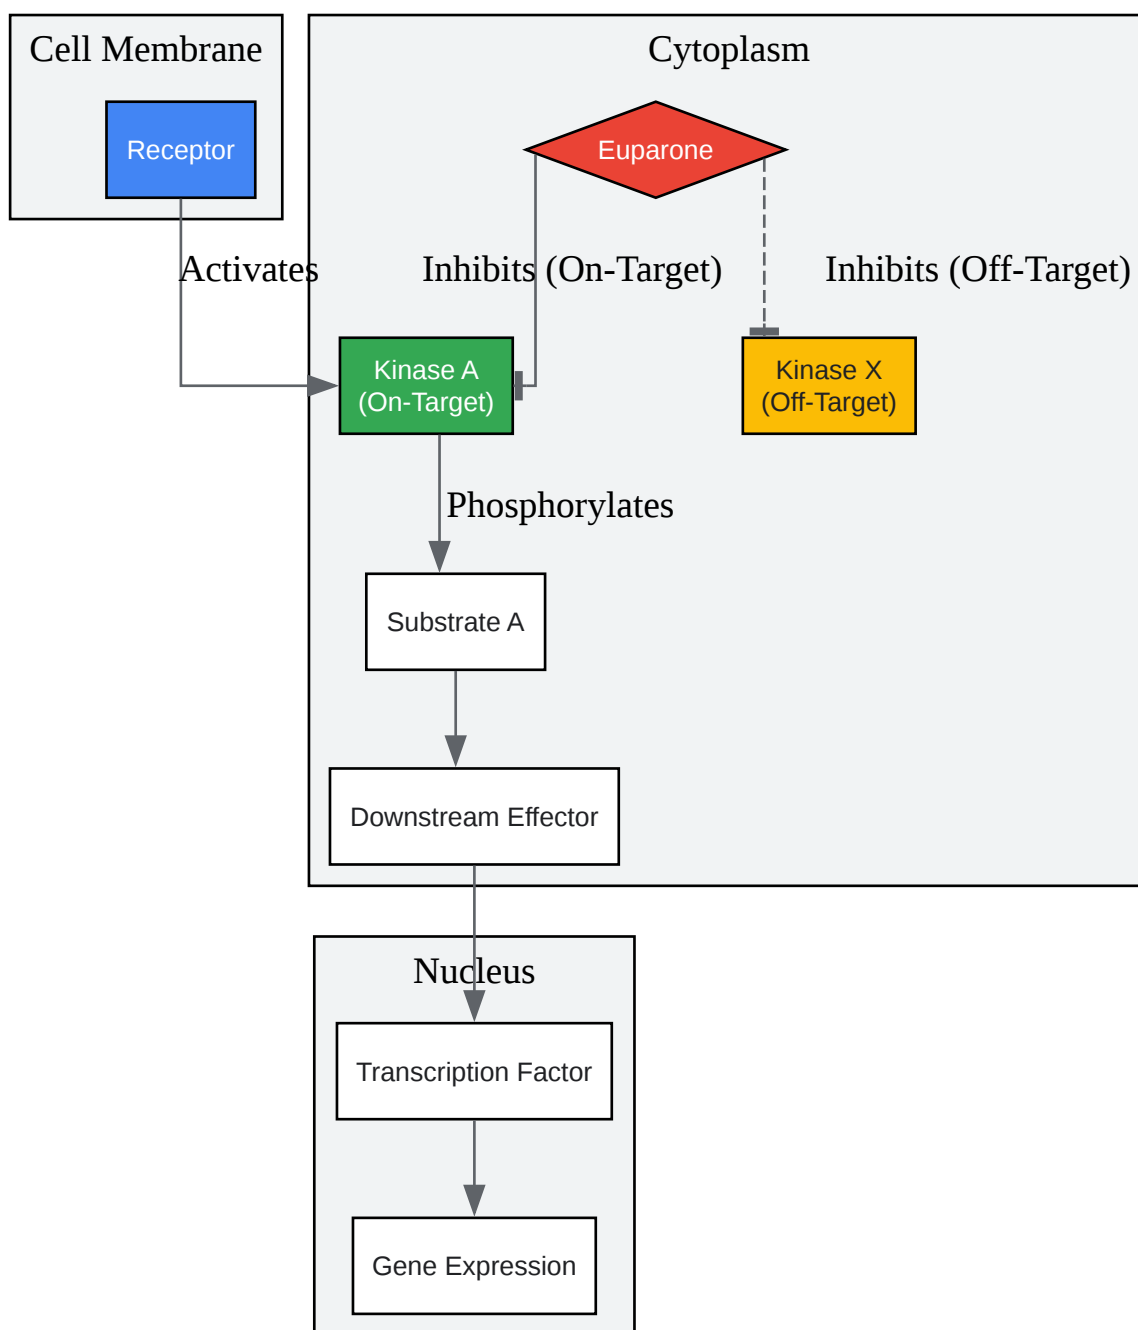 Cell Membrane
Cytoplasm
Receptor
Euparone
Activates
Inhibits (On-Target)
Inhibits (Off-Target)
Kinase A
(On-Target)
Kinase X
(Off-Target)
Phosphorylates
Substrate A
Downstream Effector
Nucleus
Transcription Factor
Gene Expression